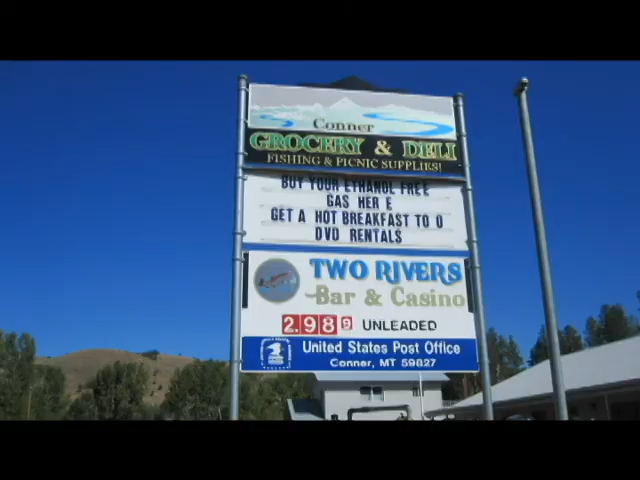 Conner
GROCERY & DELI
FISHING & PICNIC SUPPLIES!
BUY YOUR ETHANOL FREE
GAS HER E
GET A HOT BREAKFAST TO O
DVD RENTALS
TWO RIVERS
Bar & Casino
2.98 9 UNLEADED
United States Post Office
Conner, MT 59827